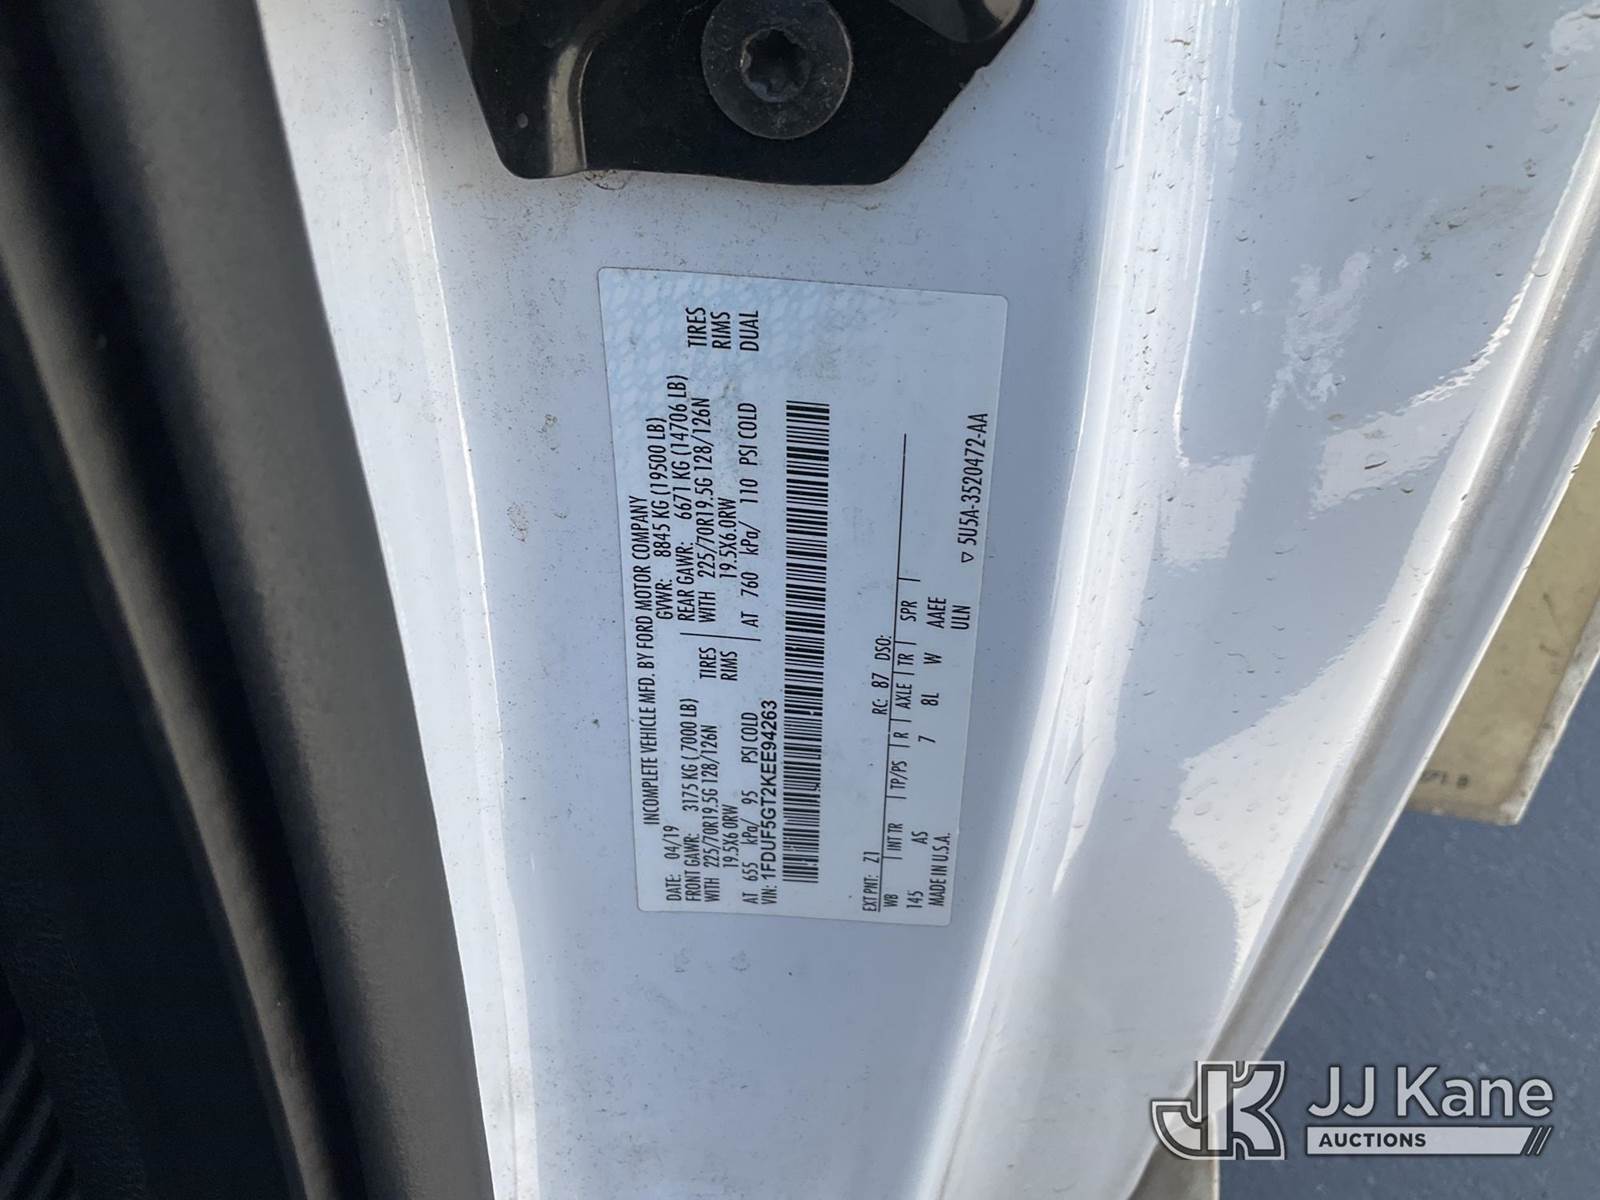 INCOMPLETE VEHICLE MFD. BY FORD MOTOR COMPANY
DATE: 04/19 GVWR: 8845 KG (19500 LB)
FRONT GAWR: 3175 KG (7000 LB) REAR GAWR: 6671 KG (14706 LB)
WITH 225/70R19.5G 128/126N TIRES WITH 225/70R19.5G 128/126N TIRES
19.5X6.0RW RIMS 19.5X6.0RW RIMS
AT 655 kPa/ 95 PSI COLD AT 760 kPa/ 110 PSI COLD DUAL
VIN: 1FDUF5GT2KEE94263
EXT PNT: Z1 RC: 87 DSO:
WB INT TR TP/PS R AXLE TR SPR
145 AS 7 8L W AAEE
MADE IN U.S.A. ULN
▽ 5U5A-3520472-AA
JK
JJ Kane
AUCTIONS